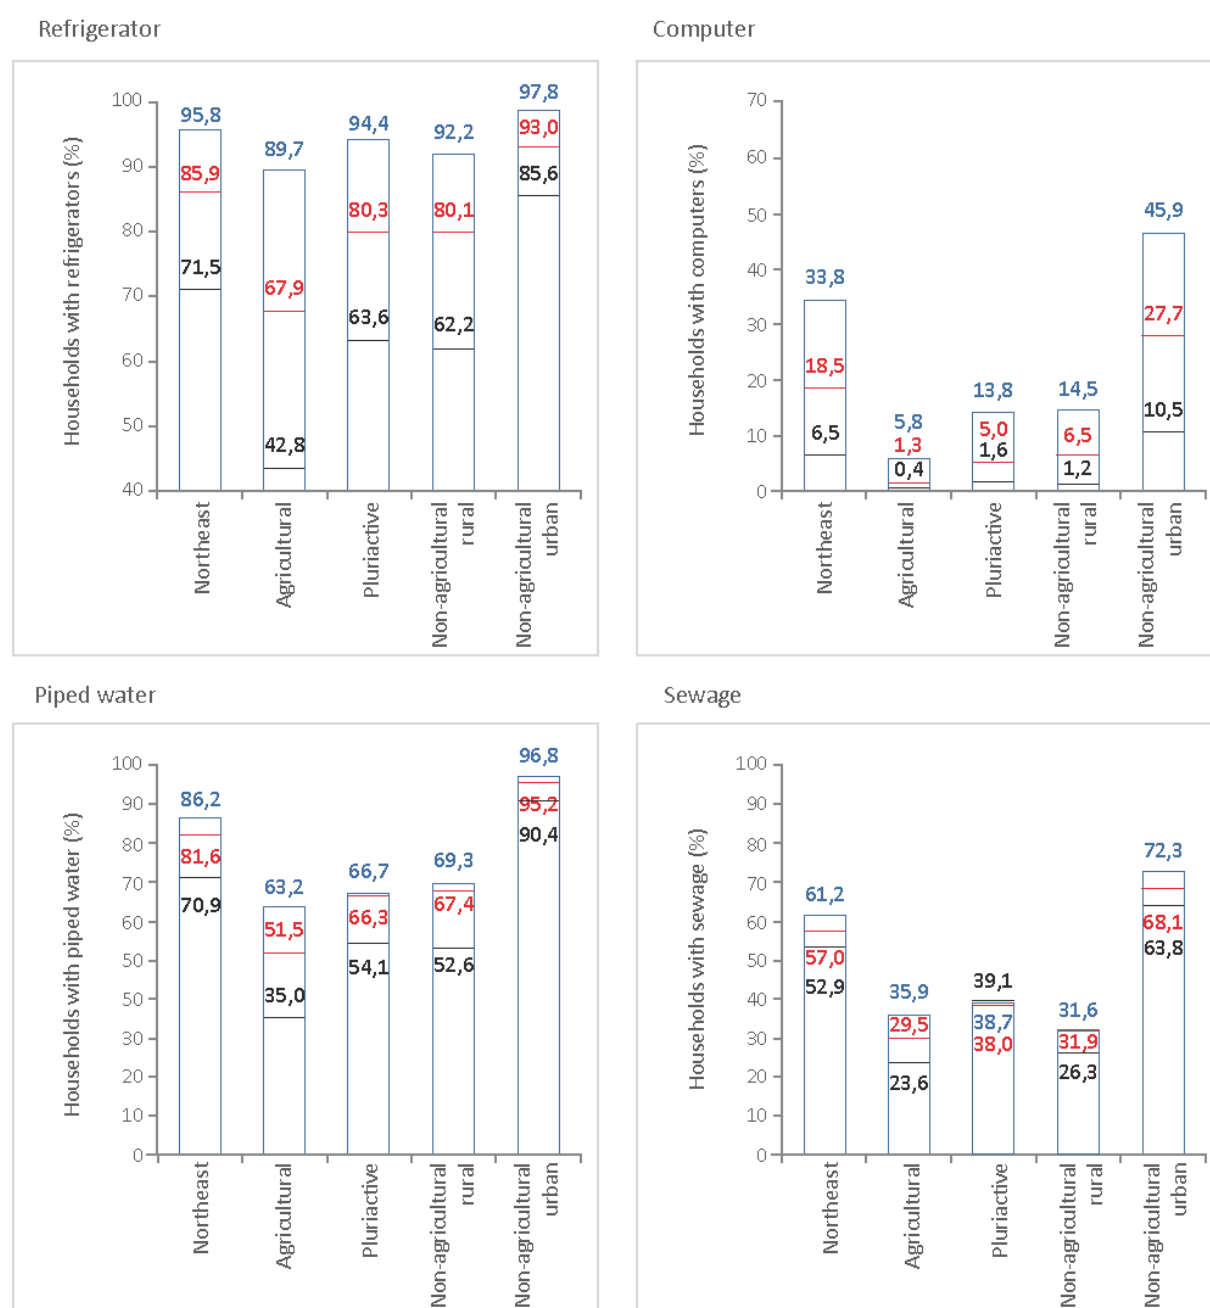 Refrigerator
Households with refrigerators (%)
100
90
80
70
60
50
40
95,8
85,9
71,5
89,7
67,9
42,8
94,4
80,3
63,6
92,2
80,1
62,2
97,8
93,0
85,6
Northeast
Agricultural
Pluriactive
Non-agricultural
rural
Non-agricultural
urban
Computer
Households with computers (%)
70
60
50
40
30
20
10
0
33,8
18,5
6,5
5,8
1,3
0,4
13,8
5,0
1,6
14,5
6,5
1,2
45,9
27,7
10,5
Northeast
Agricultural
Pluriactive
Non-agricultural
rural
Non-agricultural
urban
Piped water
Households with piped water (%)
100
90
80
70
60
50
50
30
20
10
0
86,2
81,6
70,9
63,2
51,5
35,0
66,7
66,3
54,1
69,3
67,4
52,6
96,8
95,2
90,4
Northeast
Agricultural
Pluriactive
Non-agricultural
rural
Non-agricultural
urban
Sewage
Households with sewage (%)
100
90
80
70
60
50
40
30
20
10
0
61,2
57,0
52,9
35,9
29,5
23,6
39,1
38,7
38,0
31,6
31,9
26,3
72,3
68,1
63,8
Northeast
Agricultural
Pluriactive
Non-agricultural
rural
Non-agricultural
urban